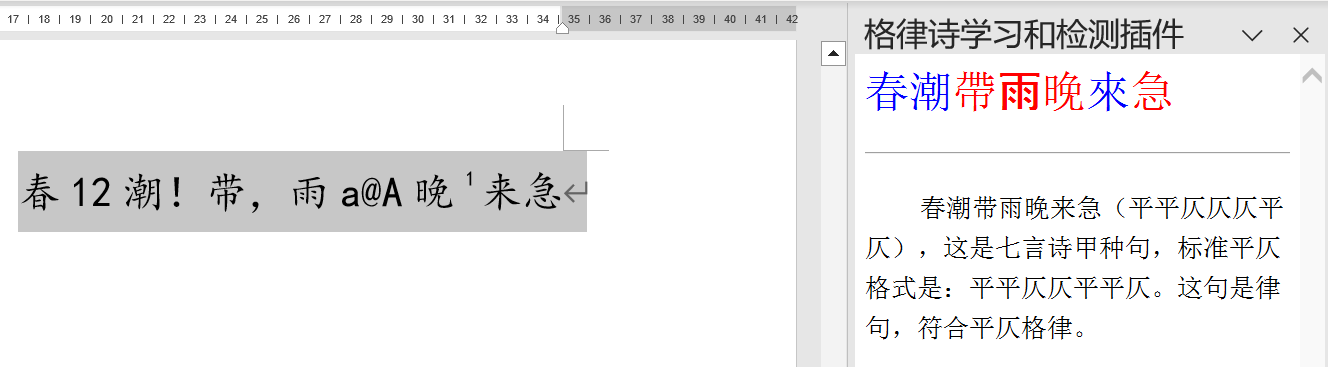 17 18 19 20 21 22 23 24 25 26 27 28 29 30 31 32 33 34 35 36 37 38 39 40 41 42
春12潮！带，雨a@A晚¹来急↵
格律诗学习和检测插件
春潮帶雨晚來急
春潮带雨晚来急（平平仄仄仄平
仄），这是七言诗甲种句，标准平仄
格式是：平平仄仄平平仄。这句是律
句，符合平仄格律。